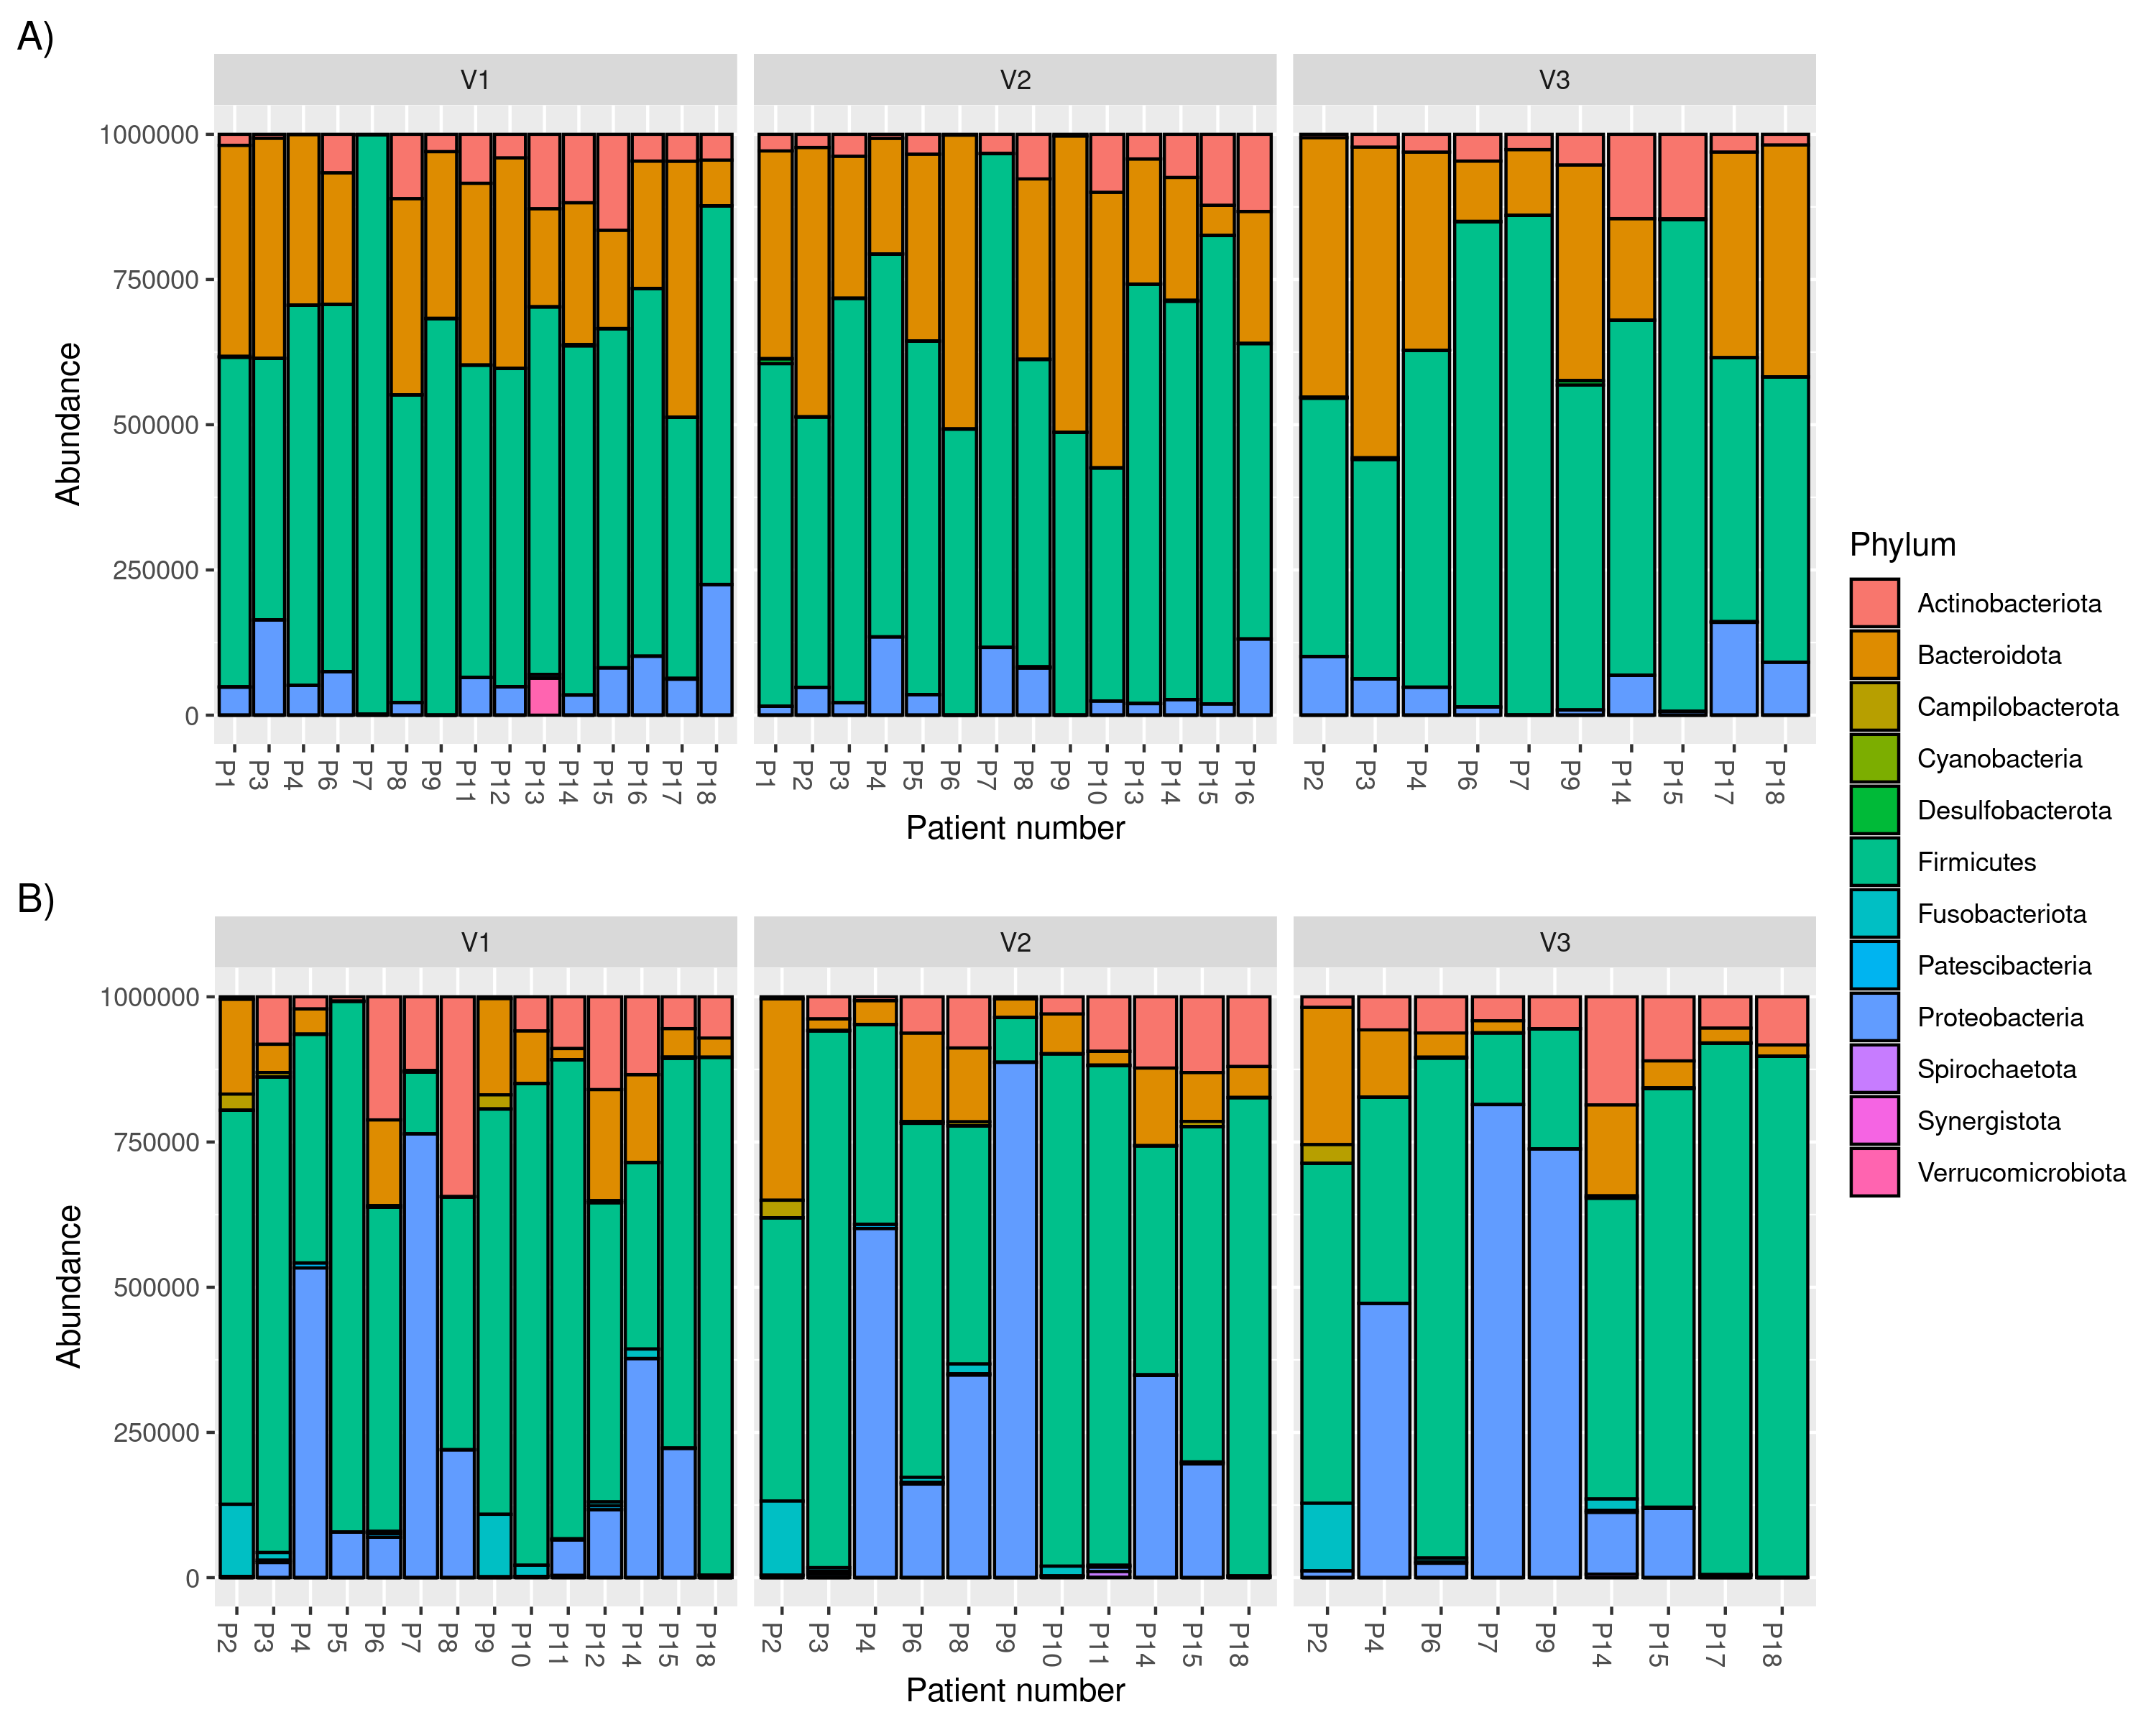 A)
V1 V2 V3
1000000
750000
500000
250000
0
Abundance
P1 P3 P4 P6 P7 P8 P9 P11 P12 P13 P14 P15 P16 P17 P18 P1 P2 P3 P4 P5 P6 P7 P8 P9 P10 P13 P14 P15 P16 P2 P3 P4 P6 P7 P9 P14 P15 P17 P18
Patient number
B)
V1 V2 V3
1000000
750000
500000
250000
0
Abundance
P2 P3 P4 P5 P6 P7 P8 P9 P10 P11 P12 P14 P15 P18 P2 P3 P4 P6 P8 P9 P10 P11 P14 P15 P18 P2 P4 P6 P7 P9 P14 P15 P17 P18
Patient number
Phylum
Actinobacteriota
Bacteroidota
Campilobacterota
Cyanobacteria
Desulfobacterota
Firmicutes
Fusobacteriota
Patescibacteria
Proteobacteria
Spirochaetota
Synergistota
Verrucomicrobiota